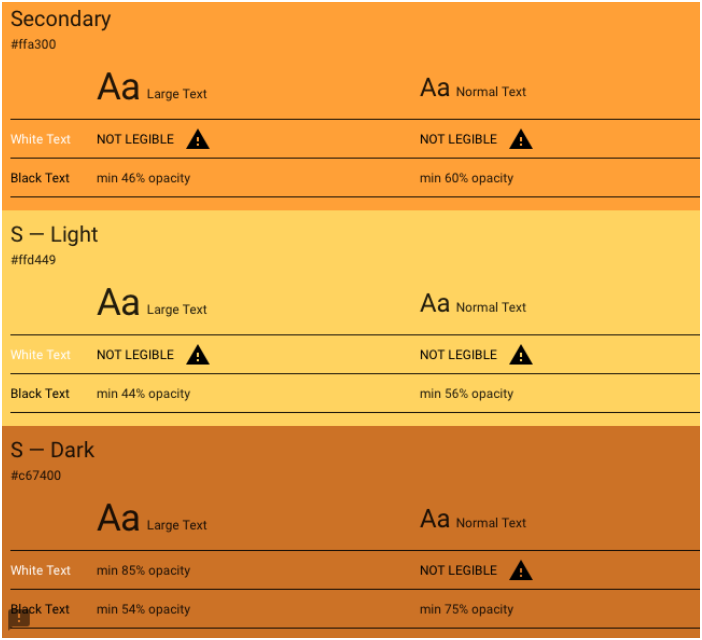 Secondary
#ffa300
Aa Large Text Aa Normal Text
White Text NOT LEGIBLE NOT LEGIBLE
Black Text min 46% opacity min 60% opacity
S — Light
#ffd449
Aa Large Text Aa Normal Text
White Text NOT LEGIBLE NOT LEGIBLE
Black Text min 44% opacity min 56% opacity
S — Dark
#c67400
Aa Large Text Aa Normal Text
White Text min 85% opacity NOT LEGIBLE
Black Text min 54% opacity min 75% opacity